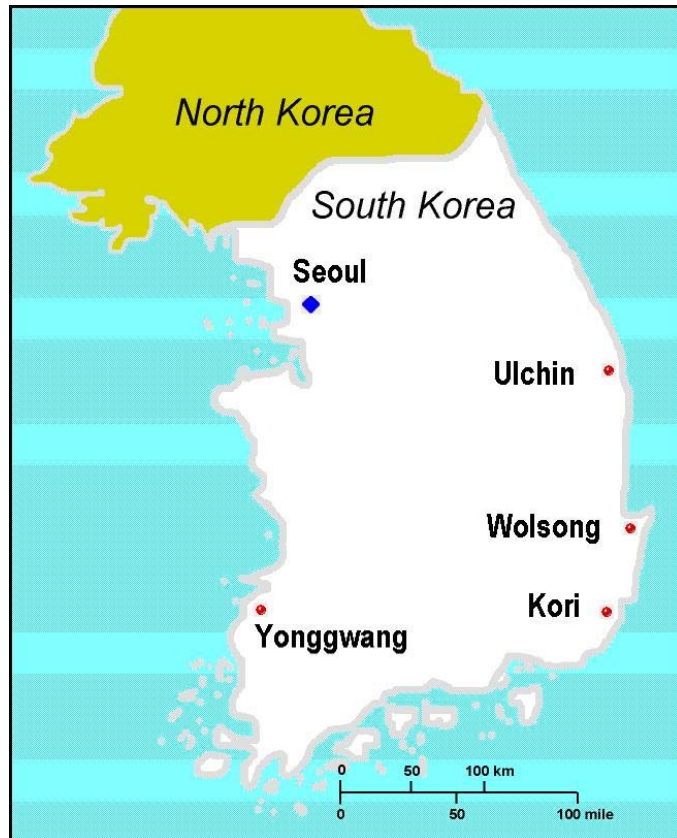 North Korea
South Korea
Seoul
Ulchin
Wolsong
Kori
Yonggwang
0 50 100 km
0 50 100 mile